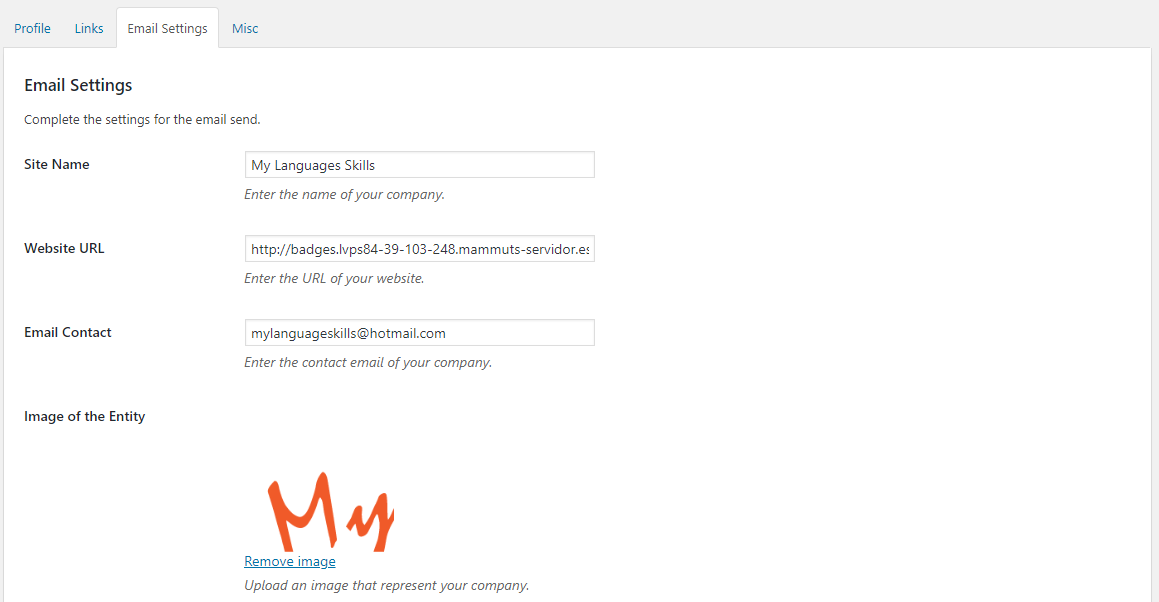 Profile Links Email Settings Misc
Email Settings
Complete the settings for the email send.
Site Name My Languages Skills
Enter the name of your company.
Website URL http://badges.lvps84-39-103-248.mammuts-servidor.es
Enter the URL of your website.
Email Contact mylanguageskills@hotmail.com
Enter the contact email of your company.
Image of the Entity
My
Remove image
Upload an image that represent your company.